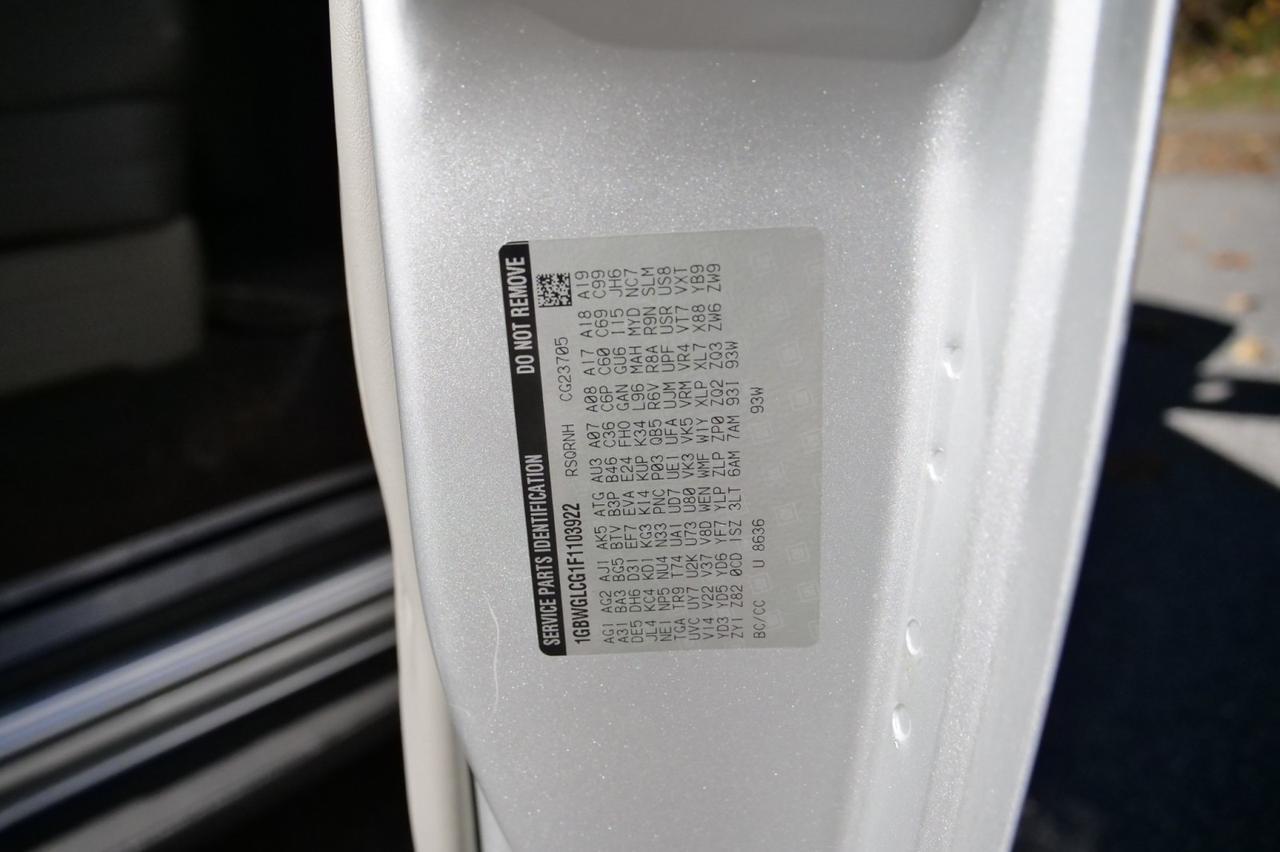 SERVICE PARTS IDENTIFICATION DO NOT REMOVE
1GBWGLCG1F1103922 RSQRNH CG23705
AG1 AG2 AJ1 AK5 ATG AU3 A07 A08 A17 A18 A19
A31 BA3 BG5 BTV B3P B46 C36 C6P C60 C69 C99
DE5 DH6 D31 EF7 EVA E24 FHO GAN GU6 I15 JH6
JL4 KC4 KD1 KG3 K14 KUP K34 L96 MAH MYD NC7
NE1 NP5 NU4 N33 PNC P03 QB5 R6V R8A R9N SLM
TGA TR9 T74 UA1 UD7 UE1 UFA UJM UPF USR US8
UVC UY7 U2K U73 U80 VK3 VK5 VRM VR4 VT7 VXT
V14 V22 V37 V8D WEN WMF W1Y XLP XL7 X88 YB9
YD3 YD5 YD6 YF7 YLP ZLP ZP0 ZQ2 ZQ3 ZW6 ZW9
ZY1 Z82 0CD 1SZ 3LT 6AM 7AM 93I 93W
BC/CC U 8636 93W